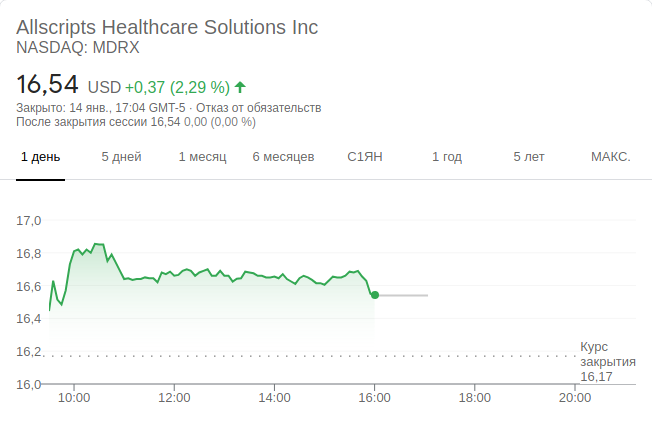 Allscripts Healthcare Solutions Inc
NASDAQ: MDRX
16,54 USD +0,37 (2,29 %)
Закрыто: 14 янв., 17:04 GMT-5 · Отказ от обязательств
После закрытия сессии 16,54 0,00 (0,00 %)
1 день 5 дней 1 месяц 6 месяцев С1ЯН 1 год 5 лет МАКС.
17,0
16,8
16,6
16,4
16,2
16,0
Курс
закрытия
16,17
10:00 12:00 14:00 16:00 18:00 20:00